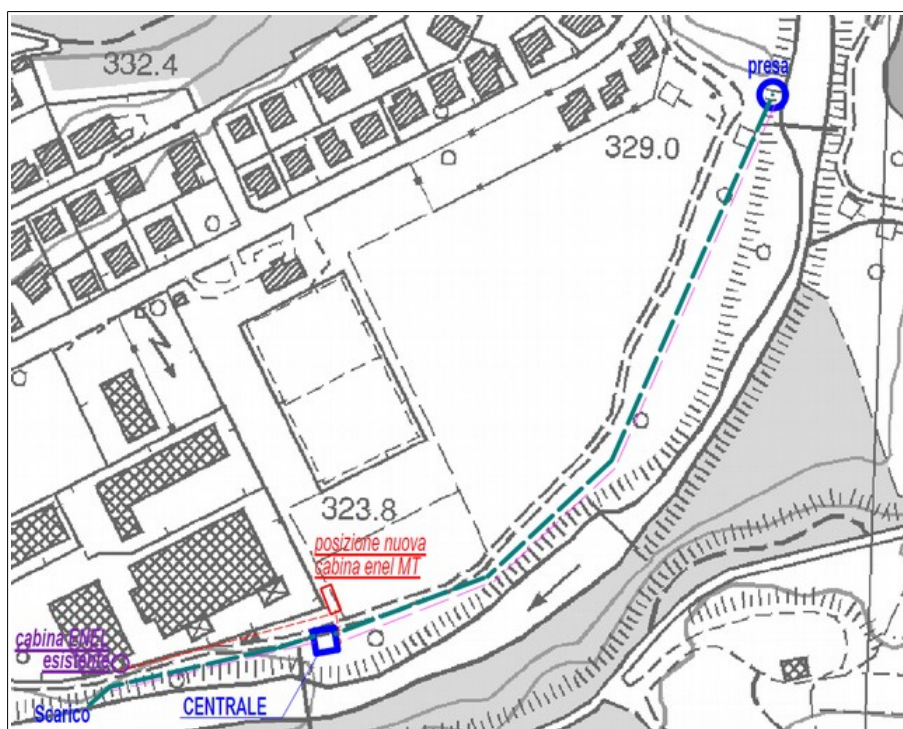 332.4
presa
329.0
323.8
posizione nuova
cabina enel MT
cabina ENEL
esistente
Scarico
CENTRALE